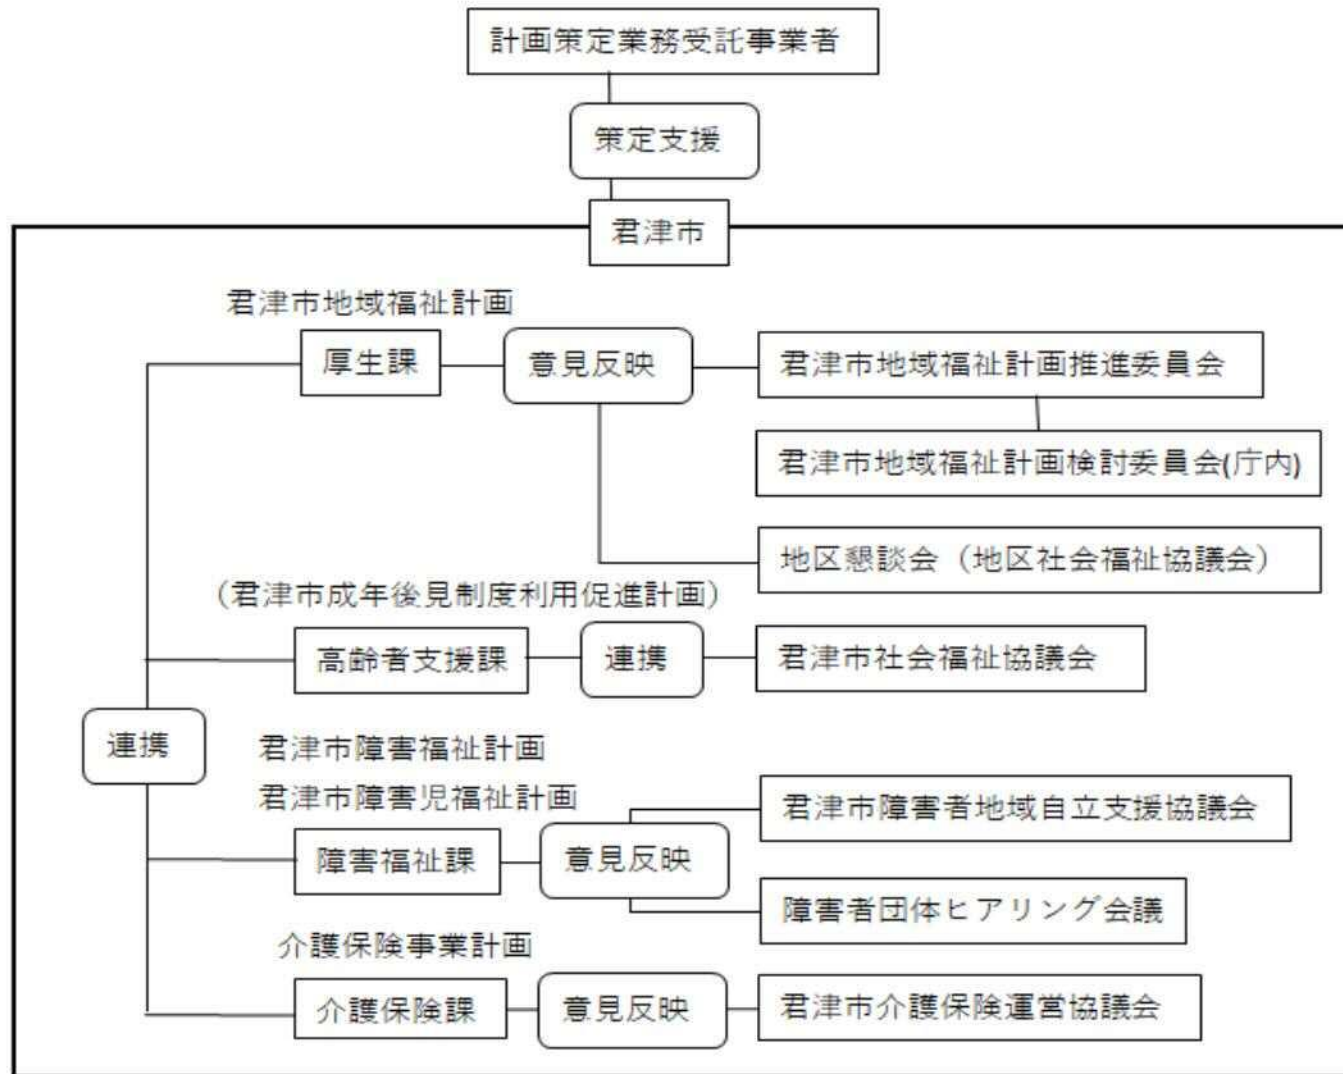 計画策定業務受託事業者
策定支援
君津市
君津市地域福祉計画
厚生課
意見反映
君津市地域福祉計画推進委員会
君津市地域福祉計画検討委員会(庁内)
地区懇談会（地区社会福祉協議会）
（君津市成年後見制度利用促進計画）
高齢者支援課
連携
君津市社会福祉協議会
連携
君津市障害福祉計画
君津市障害児福祉計画
障害福祉課
意見反映
君津市障害者地域自立支援協議会
障害者団体ヒアリング会議
介護保険事業計画
介護保険課
意見反映
君津市介護保険運営協議会